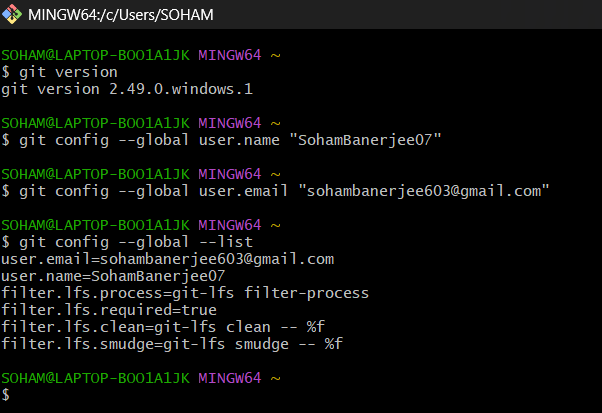 MINGW64:/c/Users/SOHAM
SOHAM@LAPTOP-BOO1A1JK MINGW64 ~
$ git version
git version 2.49.0.windows.1
SOHAM@LAPTOP-BOO1A1JK MINGW64 ~
$ git config --global user.name "SohamBanerjee07"
SOHAM@LAPTOP-BOO1A1JK MINGW64 ~
$ git config --global user.email "sohambanerjee603@gmail.com"
SOHAM@LAPTOP-BOO1A1JK MINGW64 ~
$ git config --global --list
user.email=sohambanerjee603@gmail.com
user.name=SohamBanerjee07
filter.lfs.process=git-lfs filter-process
filter.lfs.required=true
filter.lfs.clean=git-lfs clean -- %f
filter.lfs.smudge=git-lfs smudge -- %f
SOHAM@LAPTOP-BOO1A1JK MINGW64 ~
$